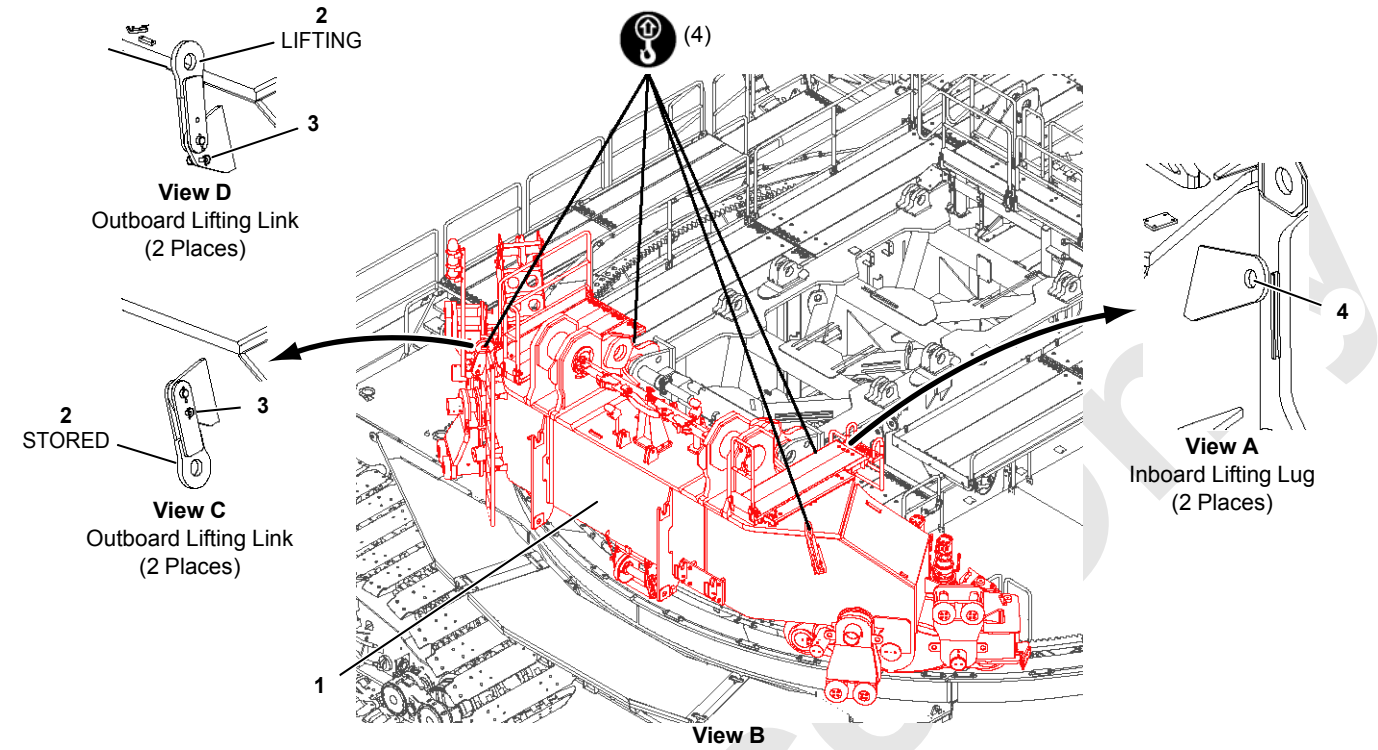 2
LIFTING
3
View D
Outboard Lifting Link
(2 Places)
2
STORED
3
View C
Outboard Lifting Link
(2 Places)
(4)
1
View B
4
View A
Inboard Lifting Lug
(2 Places)